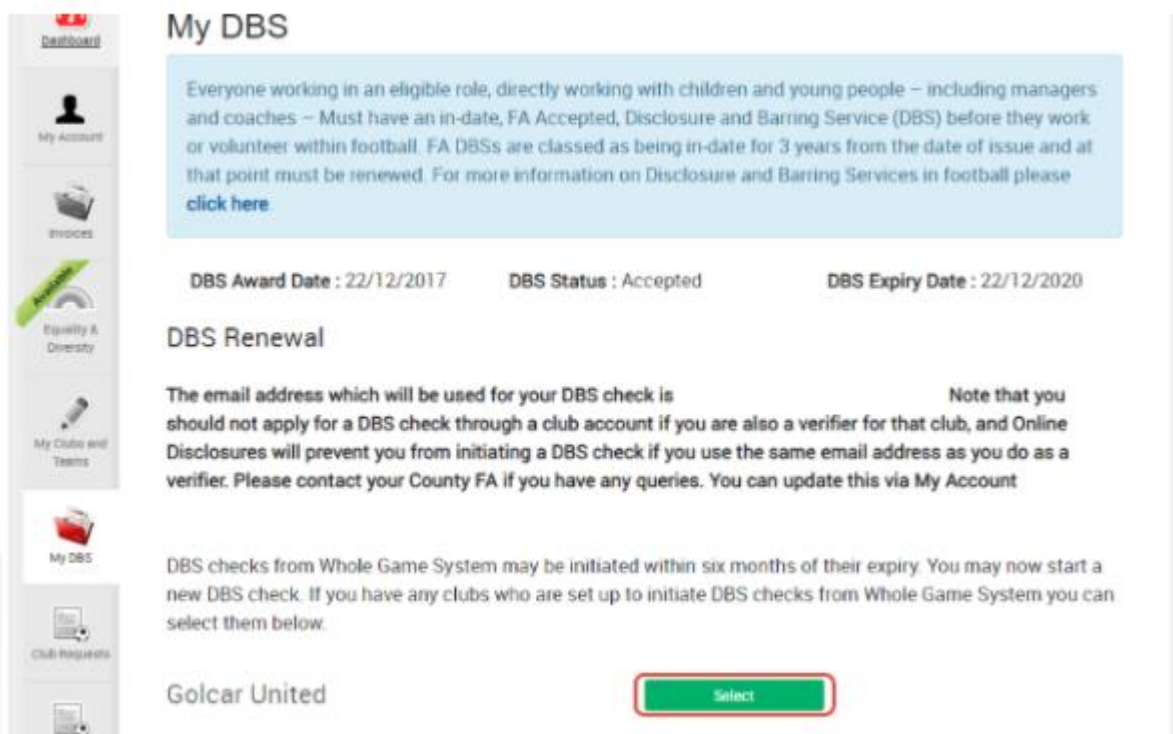 My DBS
Dashboard
Everyone working in an eligible role, directly working with children and young people – including managers
and coaches – Must have an in-date, FA Accepted, Disclosure and Barring Service (DBS) before they work
My Account
or volunteer within football. FA DBSs are classed as being in-date for 3 years from the date of issue and at
that point must be renewed. For more information on Disclosure and Barring Services in football please
click here.
Invoices
Available
DBS Award Date : 22/12/2017 DBS Status : Accepted DBS Expiry Date : 22/12/2020
Equality &
Diversity
DBS Renewal
The email address which will be used for your DBS check is Note that you
should not apply for a DBS check through a club account if you are also a verifier for that club, and Online
My Clubs and
Teams
Disclosures will prevent you from initiating a DBS check if you use the same email address as you do as a
verifier. Please contact your County FA if you have any queries. You can update this via My Account
My DBS
DBS checks from Whole Game System may be initiated within six months of their expiry. You may now start a
new DBS check. If you have any clubs who are set up to initiate DBS checks from Whole Game System you can
select them below.
Club Requests
Golcar United Select